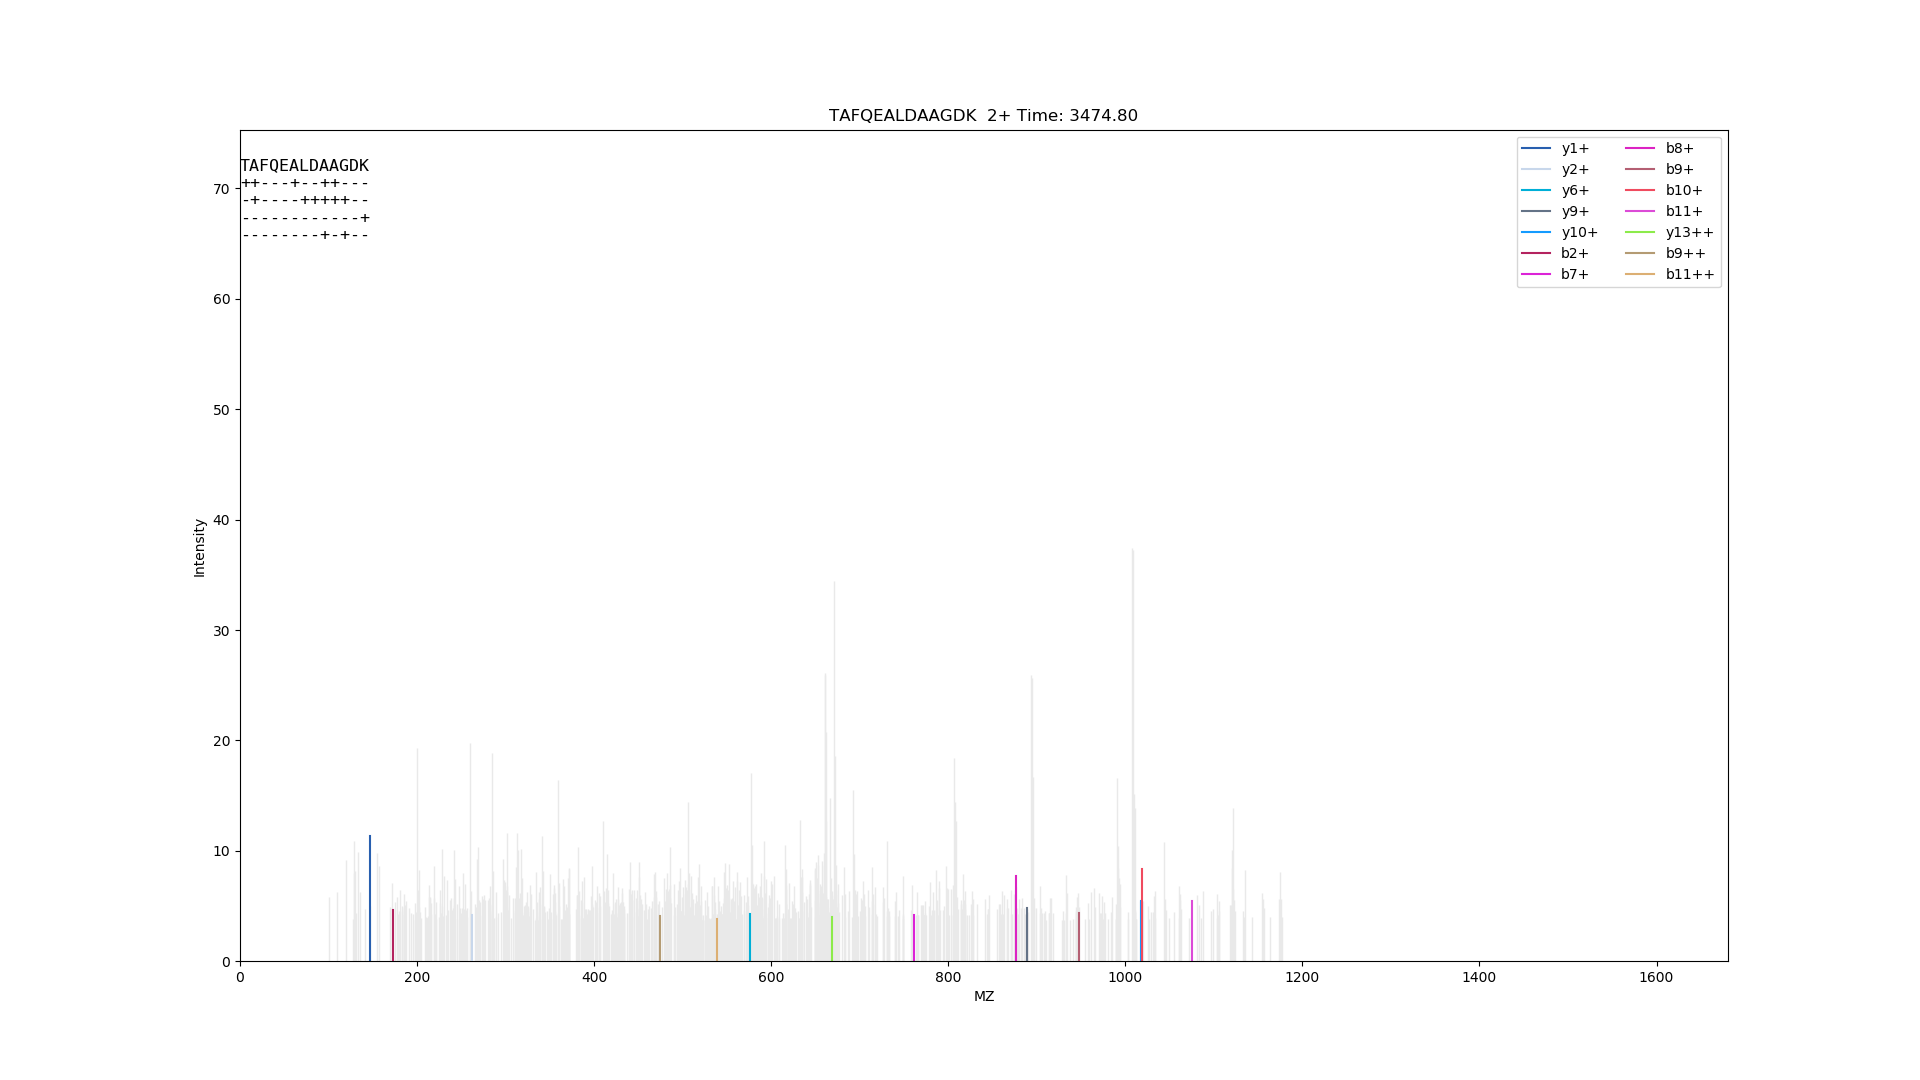 TAFQEALDAAGDK  2+ Time: 3474.80
TAFQEALDAAGDK
++---+--++---
-+----+++++--
------------+
--------+-+--
y1+
y2+
y6+
y9+
y10+
b2+
b7+
b8+
b9+
b10+
b11+
y13++
b9++
b11++
70
60
50
40
30
20
10
0
Intensity
0 200 400 600 800 1000 1200 1400 1600
MZ